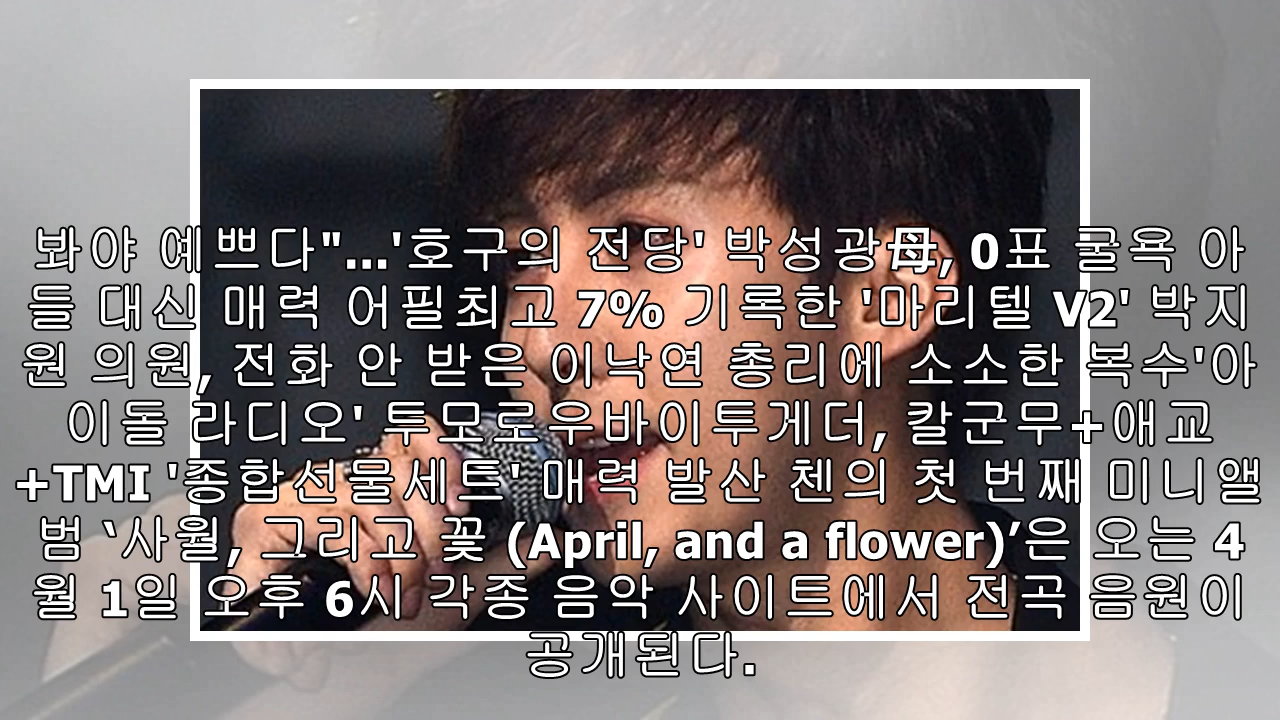 봐야 예쁘다"...'호구의 전당' 박성광母, 0표 굴욕 아
들 대신 매력 어필최고 7% 기록한 '마리텔 V2' 박지
원 의원, 전화 안 받은 이낙연 총리에 소소한 복수'아
이돌 라디오' 투모로우바이투게더, 칼군무+애교
+TMI '종합선물세트' 매력 발산 첸의 첫 번째 미니앨
범 ‘사월, 그리고 꽃 (April, and a flower)’은 오는 4
월 1일 오후 6시 각종 음악 사이트에서 전곡 음원이
공개된다.